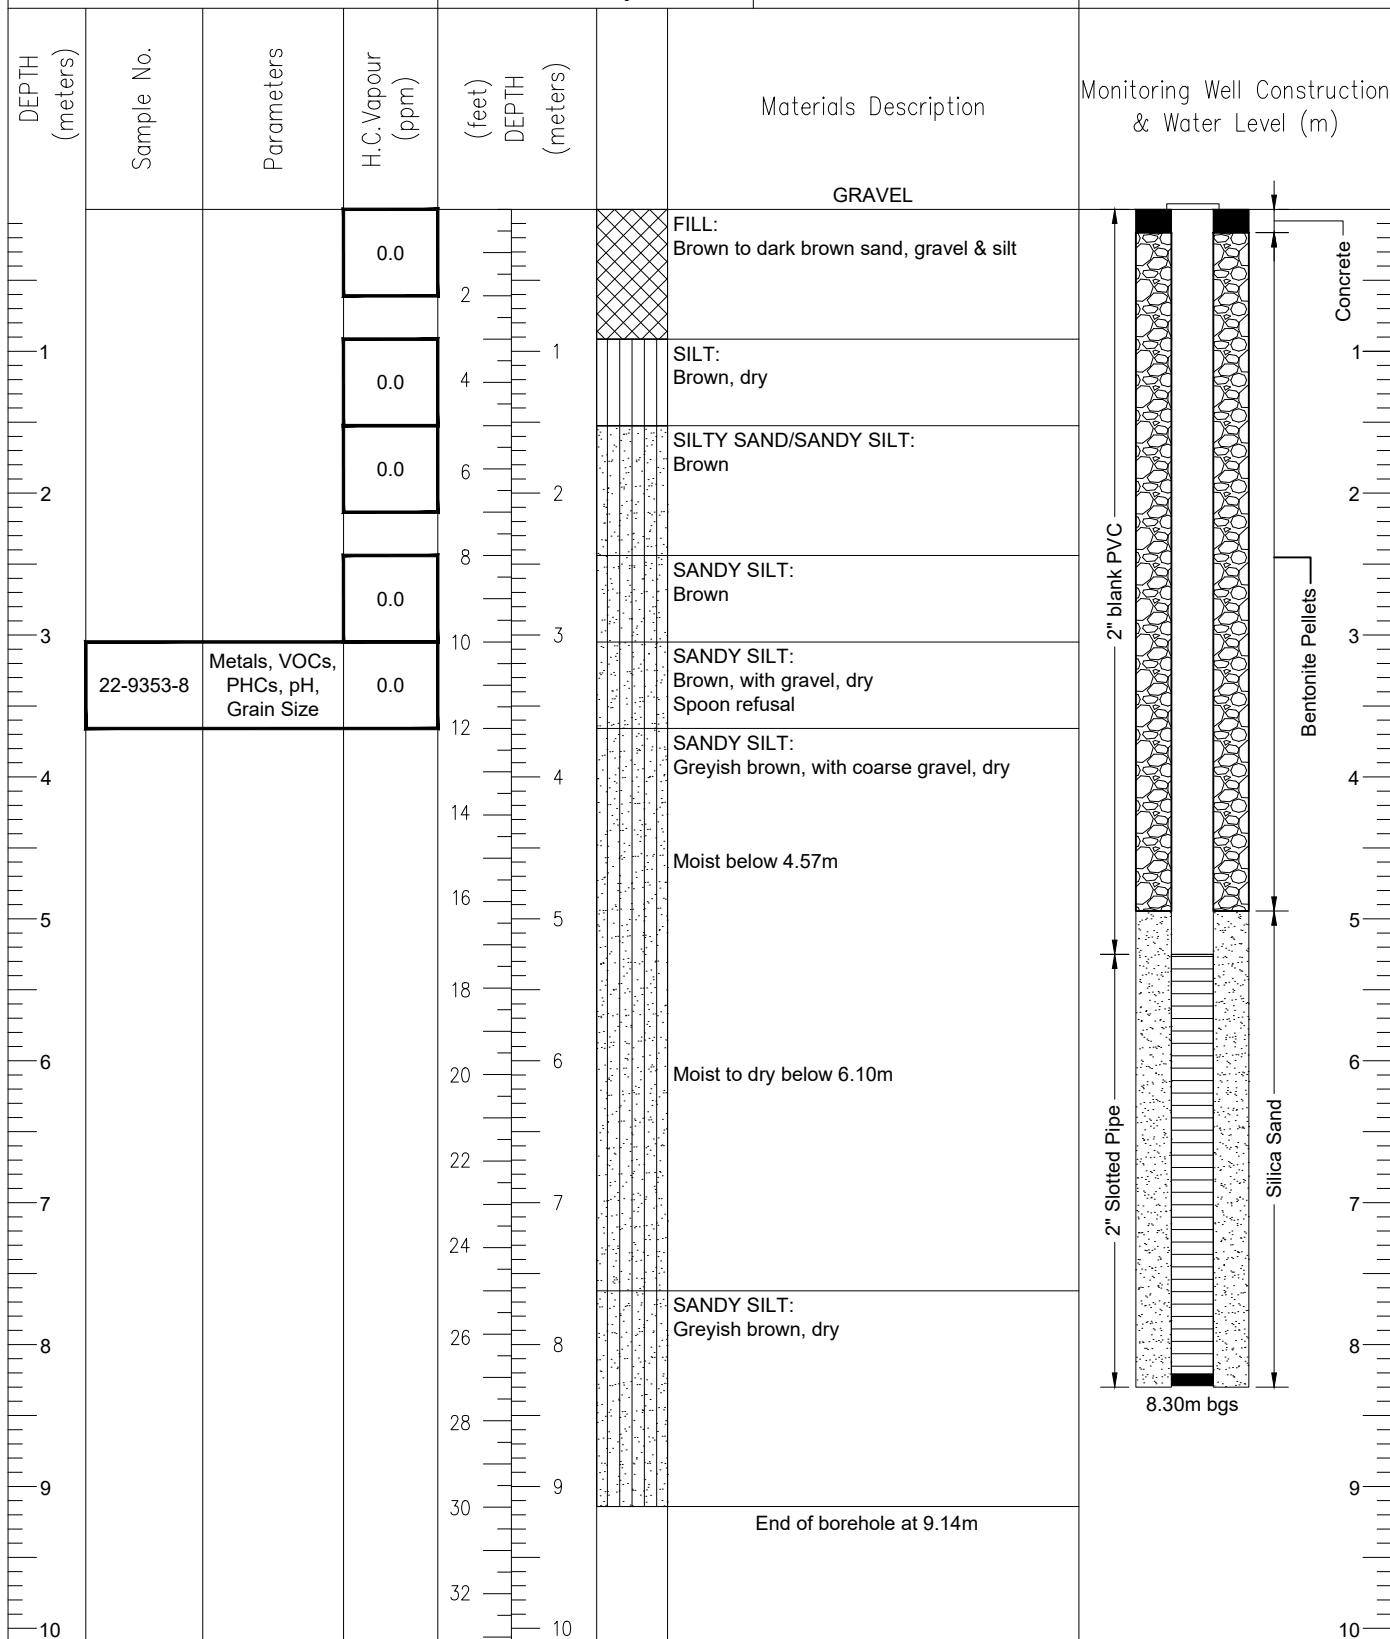 DEPTH
(meters)
Sample No.
Parameters
H.C.Vapour
(ppm)
(feet)
DEPTH
(meters)
Materials Description
Monitoring Well Construction
& Water Level (m)
GRAVEL
FILL:
Brown to dark brown sand, gravel & silt
0.0
2
Concrete
1
0.0
4
1
SILT:
Brown, dry
1
SILTY SAND/SANDY SILT:
Brown
0.0
6
2
2
2
8
SANDY SILT:
Brown
0.0
2" blank PVC
Bentonite Pellets
3
10
3
3
22-9353-8
Metals, VOCs,
PHCs, pH,
Grain Size
0.0
SANDY SILT:
Brown, with gravel, dry
Spoon refusal
12
SANDY SILT:
Greyish brown, with coarse gravel, dry
4
4
4
14
Moist below 4.57m
16
5
5
5
18
6
6
6
20
Moist to dry below 6.10m
2" Slotted Pipe
Silica Sand
22
7
7
7
24
SANDY SILT:
Greyish brown, dry
26
8
8
8
8.30m bgs
28
9
9
9
30
End of borehole at 9.14m
32
10
10
10